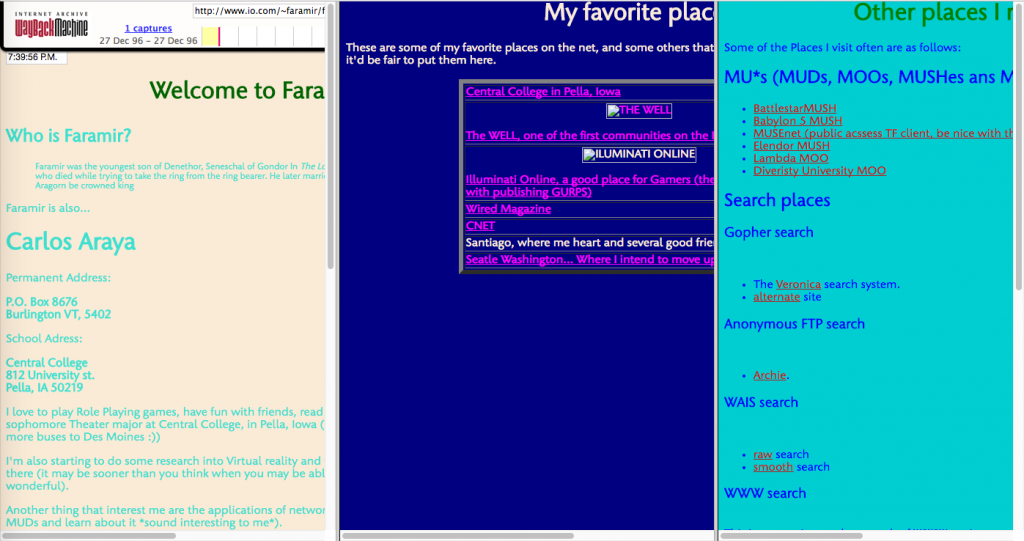 INTERNET ARCHIVE
WayBackMachine
http://www.io.com/~faramir/f
1 captures
27 Dec 96 – 27 Dec 96
7:39:56 P.M.
Welcome to Fara
Who is Faramir?
Faramir was the youngest son of Denethor, Seneschal of Gondor In The Lo
who died while trying to take the ring from the ring bearer. He later marri
Aragorn be crowned king
Faramir is also...
Carlos Araya
Permanent Address:
P.O. Box 8676
Burlington VT, 5402
School Adress:
Central College
812 University st.
Pella, IA 50219
I love to play Role Playing games, have fun with friends, read
sophomore Theater major at Central College, in Pella, Iowa (
more buses to Des Moines :))
I'm also starting to do some research into Virtual reality and
there (it may be sooner than you think when you may be abl
wonderful).
Another thing that interest me are the applications of networ
MUDs and learn about it *sound interesting to me*).
My favorite plac
These are some of my favorite places on the net, and some others that
it'd be fair to put them here.
Central College in Pella, Iowa
THE WELL
The WELL, one of the first communities on the I
ILUMINATI ONLINE
Illuminati Online, a good place for Gamers (the
with publishing GURPS)
Wired Magazine
CNET
Santiago, where me heart and several good frie
Seatle Washington... Where I intend to move up
Other places I r
Some of the Places I visit often are as follows:
MU*s (MUDs, MOOs, MUSHes ans M
BattlestarMUSH
Babylon 5 MUSH
MUSEnet (public acssess TF client, be nice with th
Elendor MUSH
Lambda MOO
Diveristy University MOO
Search places
Gopher search
The Veronica search system.
alternate site
Anonymous FTP search
Archie.
WAIS search
raw search
smooth search
WWW search